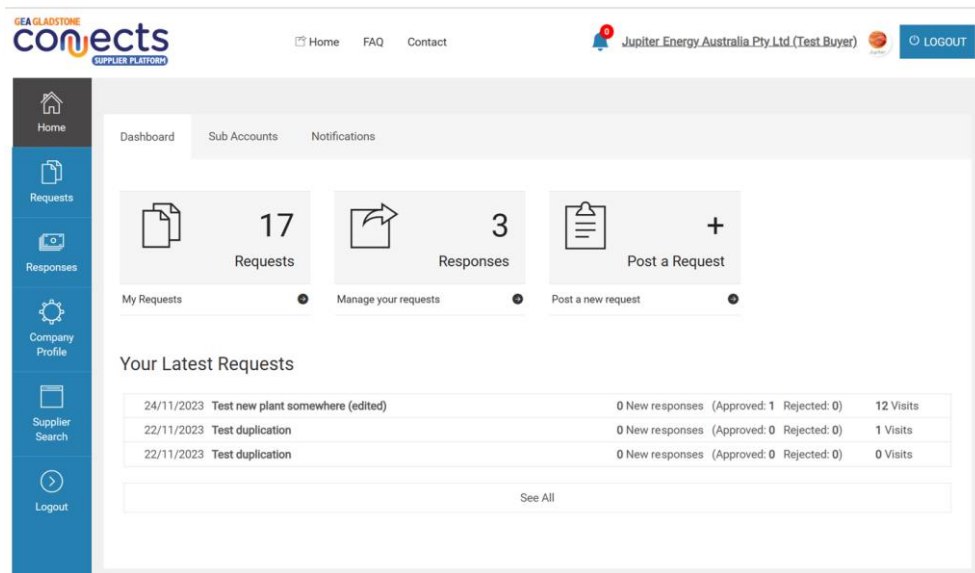 GEA GLADSTONE
connects
SUPPLIER PLATFORM
Home FAQ Contact
0
Jupiter Energy Australia Pty Ltd (Test Buyer)
LOGOUT
Home
Requests
Responses
Company
Profile
Supplier
Search
Logout
Dashboard Sub Accounts Notifications
17
Requests
My Requests
3
Responses
Manage your requests
+
Post a Request
Post a new request
Your Latest Requests
24/11/2023 Test new plant somewhere (edited) 0 New responses (Approved: 1 Rejected: 0) 12 Visits
22/11/2023 Test duplication 0 New responses (Approved: 0 Rejected: 0) 1 Visits
22/11/2023 Test duplication 0 New responses (Approved: 0 Rejected: 0) 0 Visits
See All